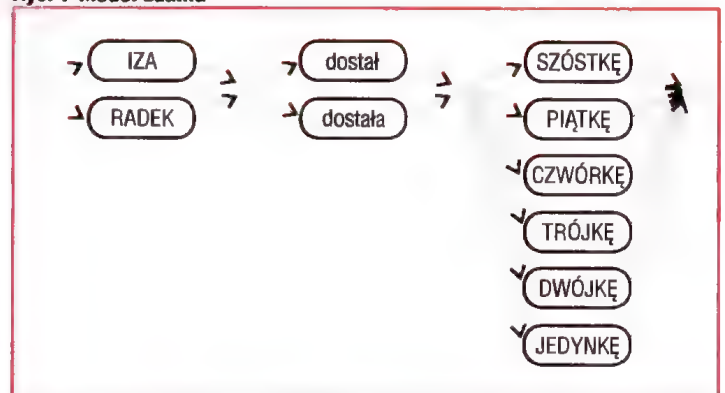 IZA dostał SZÓSTKĘ
RADEK dostała PIĄTKĘ
CZWÓRKĘ
TRÓJKĘ
DWÓJKĘ
JEDYNKĘ